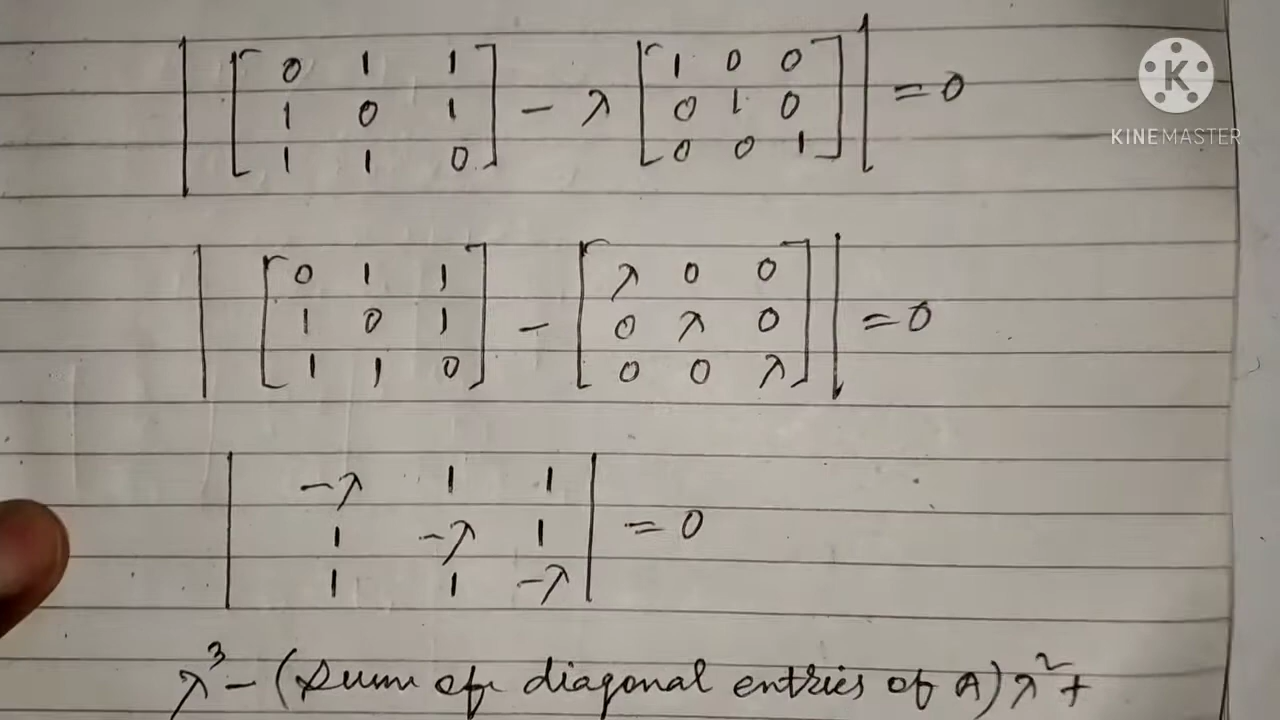 | [ 0 1 1
1 0 1
1 1 0 ] - λ [ 1 0 0
0 1 0
0 0 1 ] | = 0
KINEMASTER
| [ 0 1 1
1 0 1
1 1 0 ] - [ λ 0 0
0 λ 0
0 0 λ ] | = 0
| -λ 1 1
1 -λ 1
1 1 -λ | = 0
λ³ - (Sum of diagonal entries of A) λ² +